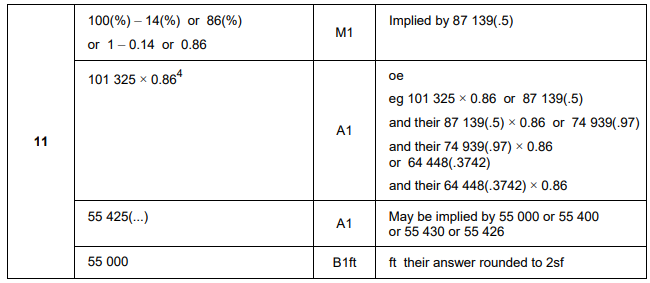 11
100(%) – 14(%) or 86(%)
or 1 – 0.14 or 0.86
M1
Implied by 87 139(.5)
101 325 × 0.86⁴
A1
oe
eg 101 325 × 0.86 or 87 139(.5)
and their 87 139(.5) × 0.86 or 74 939(.97)
and their 74 939(.97) × 0.86
or 64 448(.3742)
and their 64 448(.3742) × 0.86
55 425(...)
A1
May be implied by 55 000 or 55 400
or 55 430 or 55 426
55 000
B1ft
ft their answer rounded to 2sf